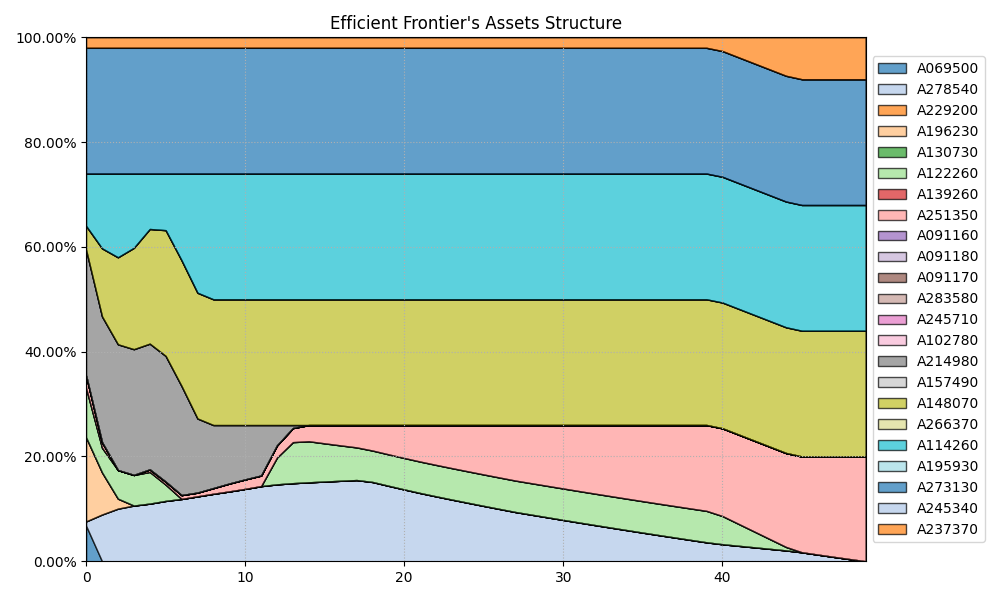 Efficient Frontier's Assets Structure
100.00%
80.00%
60.00%
40.00%
20.00%
0.00%
0
10
20
30
40
A069500
A278540
A229200
A196230
A130730
A122260
A139260
A251350
A091160
A091180
A091170
A283580
A245710
A102780
A214980
A157490
A148070
A266370
A114260
A195930
A273130
A245340
A237370